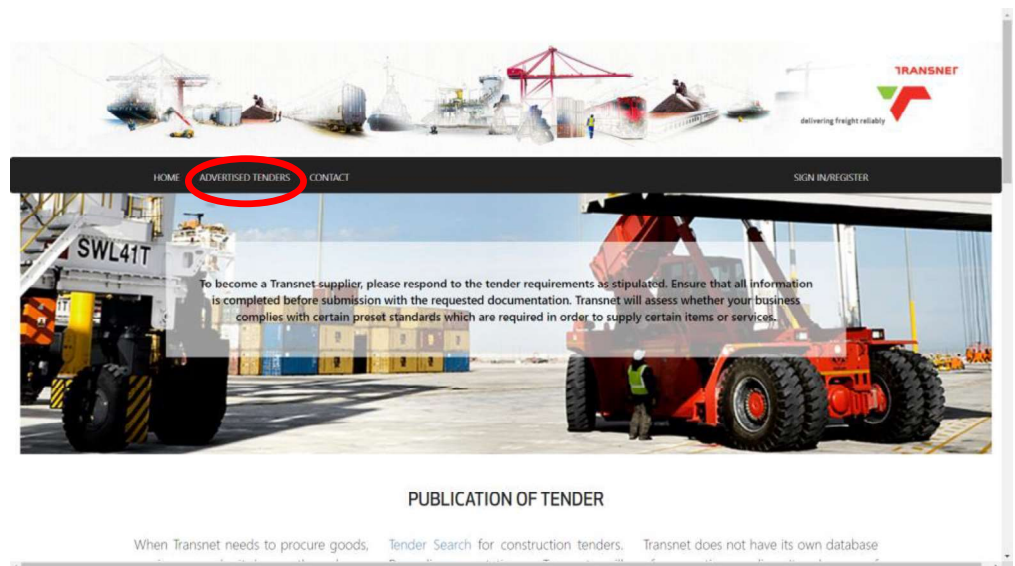 TRANSNET
delivering freight reliably
HOME ADVERTISED TENDERS CONTACT SIGN IN/REGISTER
SWL41T
To become a Transnet supplier, please respond to the tender requirements as stipulated. Ensure that all information
is completed before submission with the requested documentation. Transnet will assess whether your business
complies with certain preset standards which are required in order to supply certain items or services.
PUBLICATION OF TENDER
When Transnet needs to procure goods,
Tender Search for construction tenders.
Transnet does not have its own database